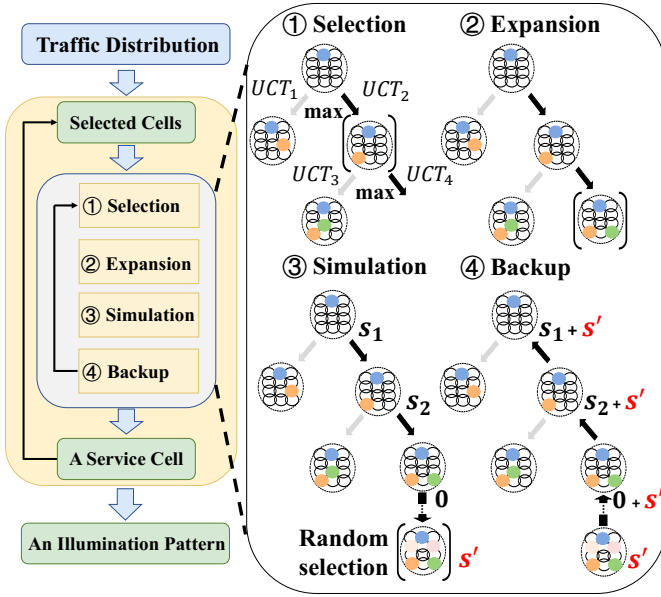 Traffic Distribution
Selected Cells
① Selection
② Expansion
③ Simulation
④ Backup
A Service Cell
An Illumination Pattern
① Selection
UCT₁
UCT₂
max
UCT₃
UCT₄
max
② Expansion
③ Simulation
s₁
s₂
0
Random
selection
s′
④ Backup
s₁ + s′
s₂ + s′
0 + s′
s′